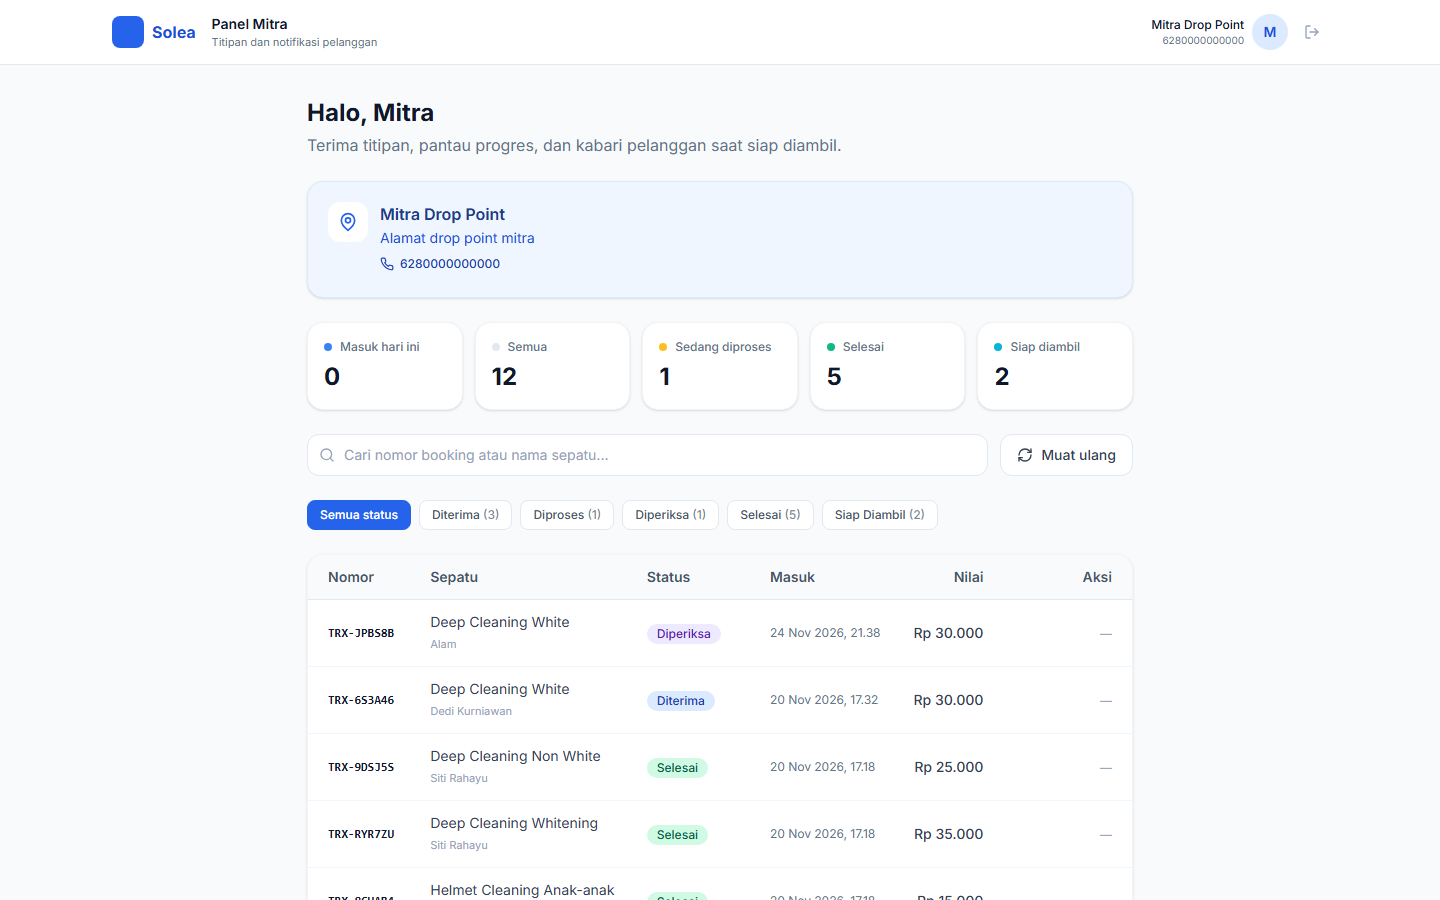 Solea
Panel Mitra
Titipan dan notifikasi pelanggan
Mitra Drop Point
6280000000000
M
Halo, Mitra
Terima titipan, pantau progres, dan kabari pelanggan saat siap diambil.
Mitra Drop Point
Alamat drop point mitra
6280000000000
Masuk hari ini
0
Semua
12
Sedang diproses
1
Selesai
5
Siap diambil
2
Cari nomor booking atau nama sepatu...
Muat ulang
Semua status
Diterima (3)
Diproses (1)
Diperiksa (1)
Selesai (5)
Siap Diambil (2)
Nomor Sepatu Status Masuk Nilai Aksi
TRX-JPBS8B Deep Cleaning White Diperiksa 24 Nov 2026, 21.38 Rp 30.000 —
Alam
TRX-6S3A46 Deep Cleaning White Diterima 20 Nov 2026, 17.32 Rp 30.000 —
Dedi Kurniawan
TRX-9DSJ5S Deep Cleaning Non White Selesai 20 Nov 2026, 17.18 Rp 25.000 —
Siti Rahayu
TRX-RYR7ZU Deep Cleaning Whitening Selesai 20 Nov 2026, 17.18 Rp 35.000 —
Siti Rahayu
Helmet Cleaning Anak-anak